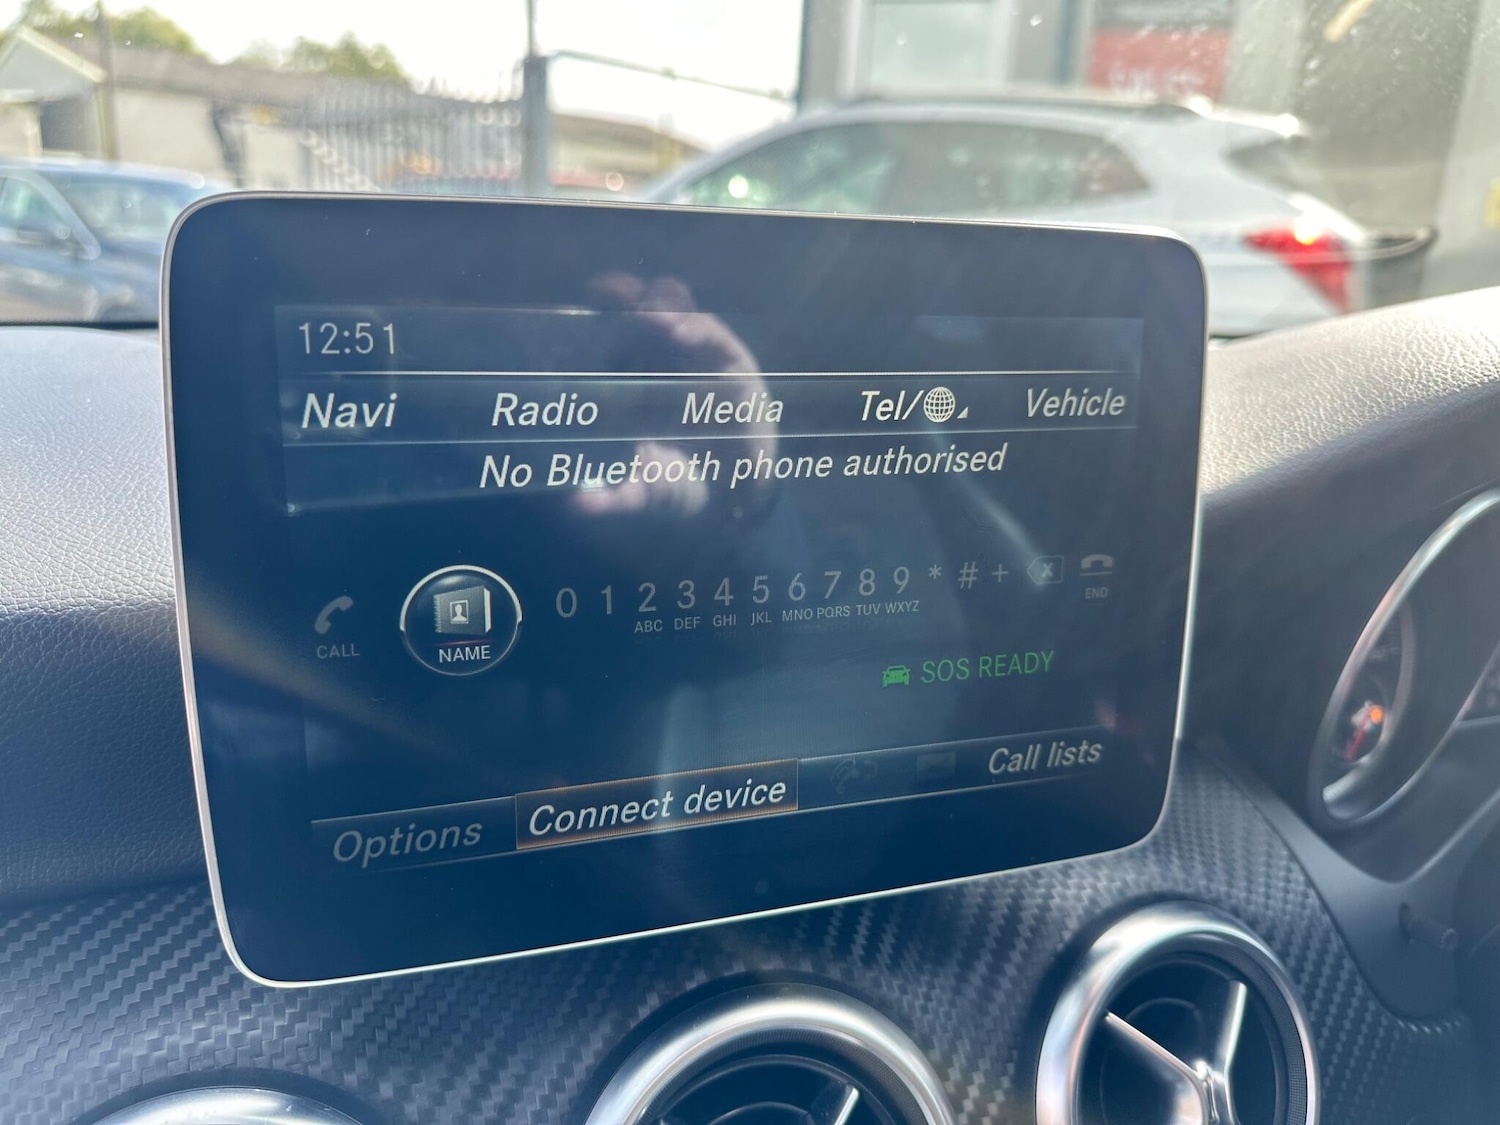 12:51
Navi Radio Media Tel/ Vehicle
No Bluetooth phone authorised
0 1 2 3 4 5 6 7 8 9 * # + X
ABC DEF GHI JKL MNO PQRS TUV WXYZ
CALL NAME END
SOS READY
Options Connect device Call lists